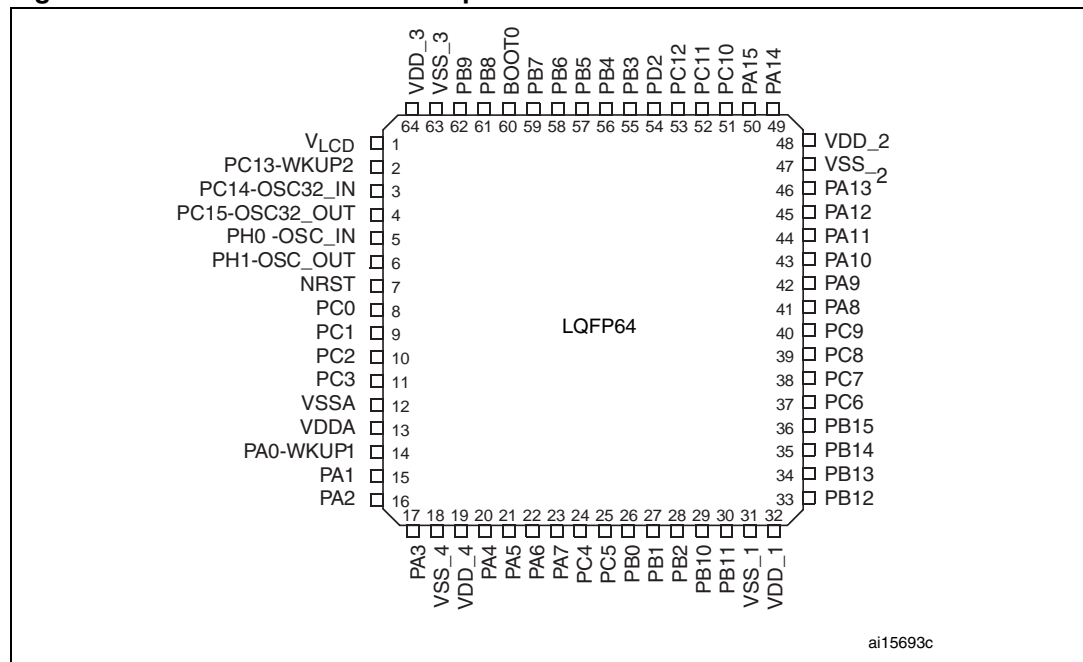 VDD_3
VSS_3
PB9
PB8
BOOT0
PB7
PB6
PB5
PB4
PB3
PD2
PC12
PC11
PC10
PA15
PA14
64 63 62 61 60 59 58 57 56 55 54 53 52 51 50 49
VLCD 1
PC13-WKUP2 2
PC14-OSC32_IN 3
PC15-OSC32_OUT 4
PH0 -OSC_IN 5
PH1-OSC_OUT 6
NRST 7
PC0 8
PC1 9
PC2 10
PC3 11
VSSA 12
VDDA 13
PA0-WKUP1 14
PA1 15
PA2 16
LQFP64
48 VDD_2
47 VSS_2
46 PA13
45 PA12
44 PA11
43 PA10
42 PA9
41 PA8
40 PC9
39 PC8
38 PC7
37 PC6
36 PB15
35 PB14
34 PB13
33 PB12
17 18 19 20 21 22 23 24 25 26 27 28 29 30 31 32
PA3
VSS_4
VDD_4
PA4
PA5
PA6
PA7
PC4
PC5
PB0
PB1
PB2
PB10
PB11
VSS_1
VDD_1
ai15693c